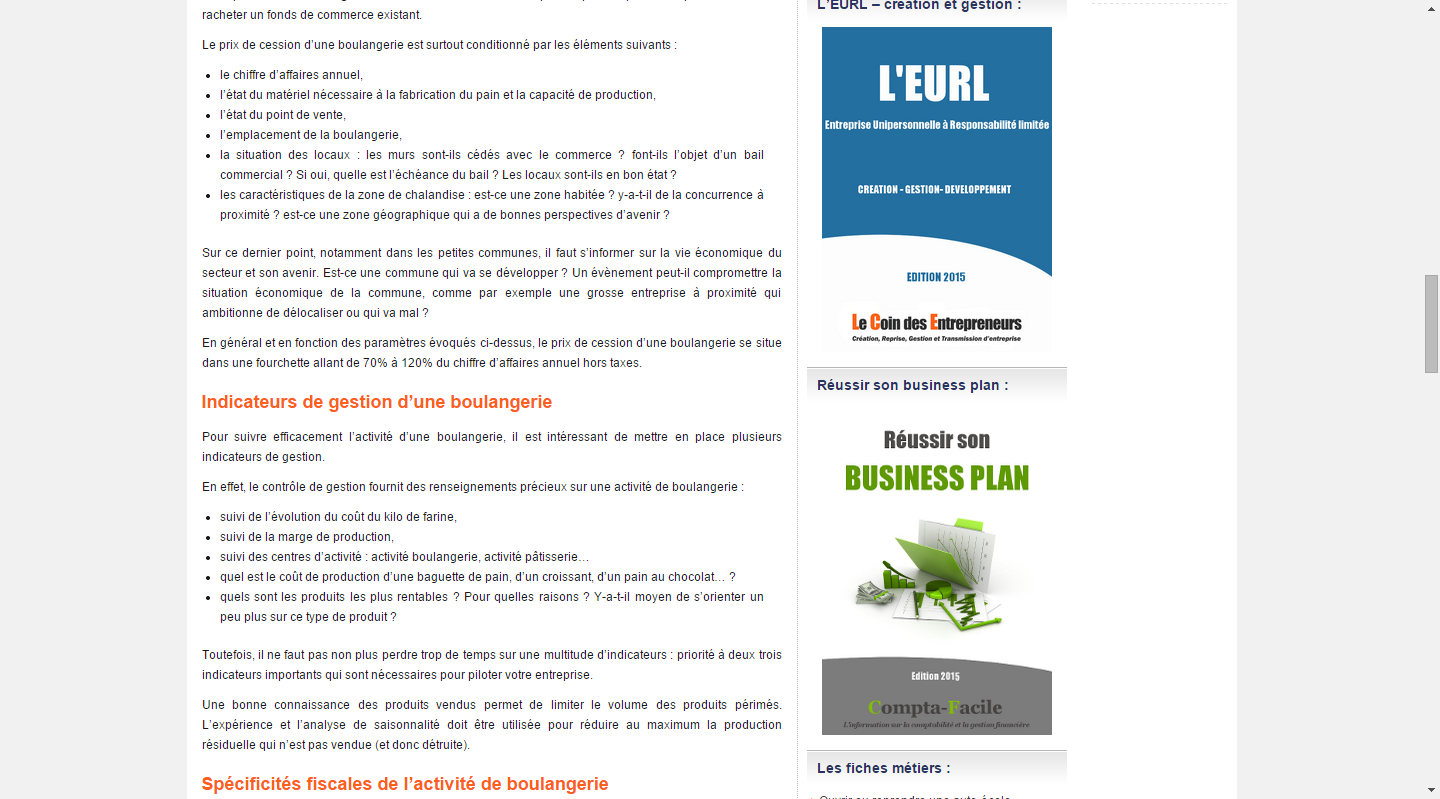 racheter un fonds de commerce existant.
Le prix de cession d’une boulangerie est surtout conditionné par les éléments suivants :
le chiffre d’affaires annuel,
l’état du matériel nécessaire à la fabrication du pain et la capacité de production,
l’état du point de vente,
l’emplacement de la boulangerie,
la situation des locaux : les murs sont-ils cédés avec le commerce ? font-ils l’objet d’un bail
commercial ? Si oui, quelle est l’échéance du bail ? Les locaux sont-ils en bon état ?
les caractéristiques de la zone de chalandise : est-ce une zone habitée ? y-a-t-il de la concurrence à
proximité ? est-ce une zone géographique qui a de bonnes perspectives d’avenir ?
Sur ce dernier point, notamment dans les petites communes, il faut s’informer sur la vie économique du
secteur et son avenir. Est-ce une commune qui va se développer ? Un évènement peut-il compromettre la
situation économique de la commune, comme par exemple une grosse entreprise à proximité qui
ambitionne de délocaliser ou qui va mal ?
En général et en fonction des paramètres évoqués ci-dessus, le prix de cession d’une boulangerie se situe
dans une fourchette allant de 70% à 120% du chiffre d’affaires annuel hors taxes.
Indicateurs de gestion d’une boulangerie
Pour suivre efficacement l’activité d’une boulangerie, il est intéressant de mettre en place plusieurs
indicateurs de gestion.
En effet, le contrôle de gestion fournit des renseignements précieux sur une activité de boulangerie :
suivi de l’évolution du coût du kilo de farine,
suivi de la marge de production,
suivi des centres d’activité : activité boulangerie, activité pâtisserie…
quel est le coût de production d’une baguette de pain, d’un croissant, d’un pain au chocolat… ?
quels sont les produits les plus rentables ? Pour quelles raisons ? Y-a-t-il moyen de s’orienter un
peu plus sur ce type de produit ?
Toutefois, il ne faut pas non plus perdre trop de temps sur une multitude d’indicateurs : priorité à deux trois
indicateurs importants qui sont nécessaires pour piloter votre entreprise.
Une bonne connaissance des produits vendus permet de limiter le volume des produits périmés.
L’expérience et l’analyse de saisonnalité doit être utilisée pour réduire au maximum la production
résiduelle qui n’est pas vendue (et donc détruite).
Spécificités fiscales de l’activité de boulangerie
L’EURL – création et gestion :
L'EURL
Entreprise Unipersonnelle à Responsabilité limitée
CREATION - GESTION- DEVELOPPEMENT
EDITION 2015
Le Coin des Entrepreneurs
Création, Reprise, Gestion et Transmission d'entreprise
Réussir son business plan :
Réussir son
BUSINESS PLAN
Edition 2015
Compta-Facile
L'information sur la comptabilité et la gestion financière
Les fiches métiers :
Ouvrir ou reprendre une auto-école